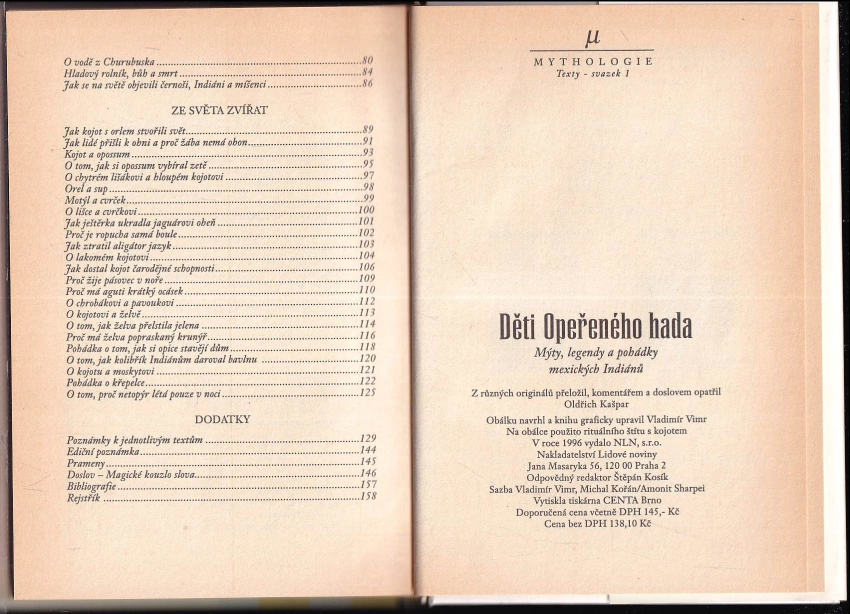 O vodě z Churubuska ..... 80
Hladový rolník, bůh a smrt ..... 84
Jak se na světě objevili černoši, Indiáni a míšenci ..... 86
ZE SVĚTA ZVÍŘAT
Jak kojot s orlem stvořili svět ..... 89
Jak lidé přišli k ohni a proč žába nemá ohon ..... 91
Kojot a opossum ..... 93
O tom, jak si opossum vybíral zetě ..... 95
O chytrém lišákovi a hloupém kojotovi ..... 97
Orel a sup ..... 98
Motýl a cvrček ..... 99
O lišce a cvrčkovi ..... 100
Jak ještěrka ukradla jaguárovi oheň ..... 101
Proč je ropucha samá boule ..... 102
Jak ztratil aligátor jazyk ..... 103
O lakomém kojotovi ..... 104
Jak dostal kojot čarodějné schopnosti ..... 106
Proč žije pásovec v noře ..... 109
Proč má aguti krátký ocásek ..... 110
O chrobákovi a pavoukovi ..... 112
O kojotovi a želvě ..... 113
O tom, jak želva přelstila jelena ..... 114
Proč má želva popraskaný krunýř ..... 116
Pohádka o tom, jak si opice stavějí dům ..... 118
O tom, jak kolibřík Indiánům daroval bavlnu ..... 120
O kojotu a moskytovi ..... 121
Pohádka o křepelce ..... 122
O tom, proč netopýr létá pouze v noci ..... 125
DODATKY
Poznámky k jednotlivým textům ..... 129
Ediční poznámka ..... 144
Prameny ..... 145
Doslov – Magické kouzlo slova ..... 146
Bibliografie ..... 157
Rejstřík ..... 158
μ
MYTHOLOGIE
Texty - svazek I
Děti Opeřeného hada
Mýty, legendy a pohádky
mexických Indiánů
Z různých originálů přeložil, komentářem a doslovem opatřil
Oldřich Kašpar
Obálku navrhl a knihu graficky upravil Vladimír Vimr
Na obálce použito rituálního štítu s kojotem
V roce 1996 vydalo NLN, s.r.o.
Nakladatelství Lidové noviny
Jana Masaryka 56, 120 00 Praha 2
Odpovědný redaktor Štěpán Kosík
Sazba Vladimír Vimr, Michal Kořán/Amonit Sharpei
Vytiskla tiskárna CENTA Brno
Doporučená cena včetně DPH 145,- Kč
Cena bez DPH 138,10 Kč